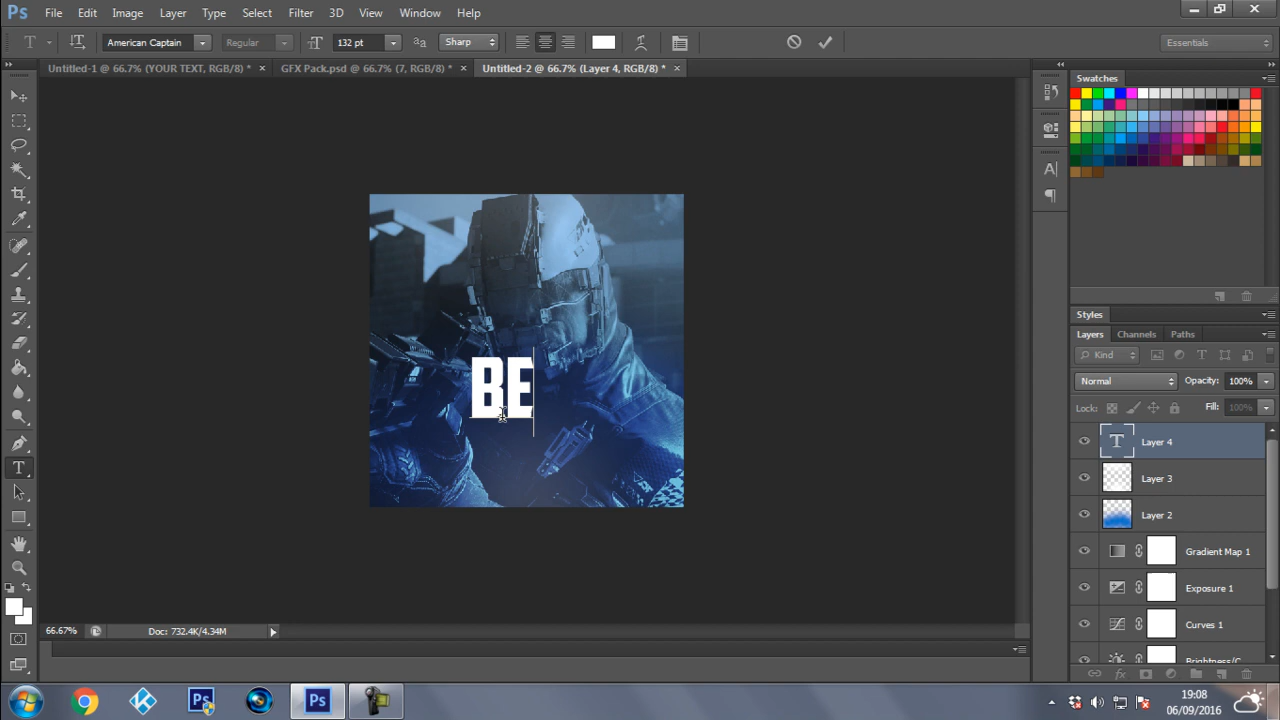 Ps File Edit Image Layer Type Select Filter 3D View Window Help
American Captain Regular 132 pt Sharp Essentials
Untitled-1 @ 66.7% (YOUR TEXT, RGB/8) * × GFX Pack.psd @ 66.7% (7, RGB/8) * × Untitled-2 @ 66.7% (Layer 4, RGB/8) * ×
Swatches
BE
Styles
Layers Channels Paths
Kind
Normal Opacity: 100%
Lock: Fill: 100%
Layer 4
Layer 3
Layer 2
Gradient Map 1
Exposure 1
Curves 1
Brightness/C
66.67% Doc: 732.4K/4.34M
19:08
06/09/2016